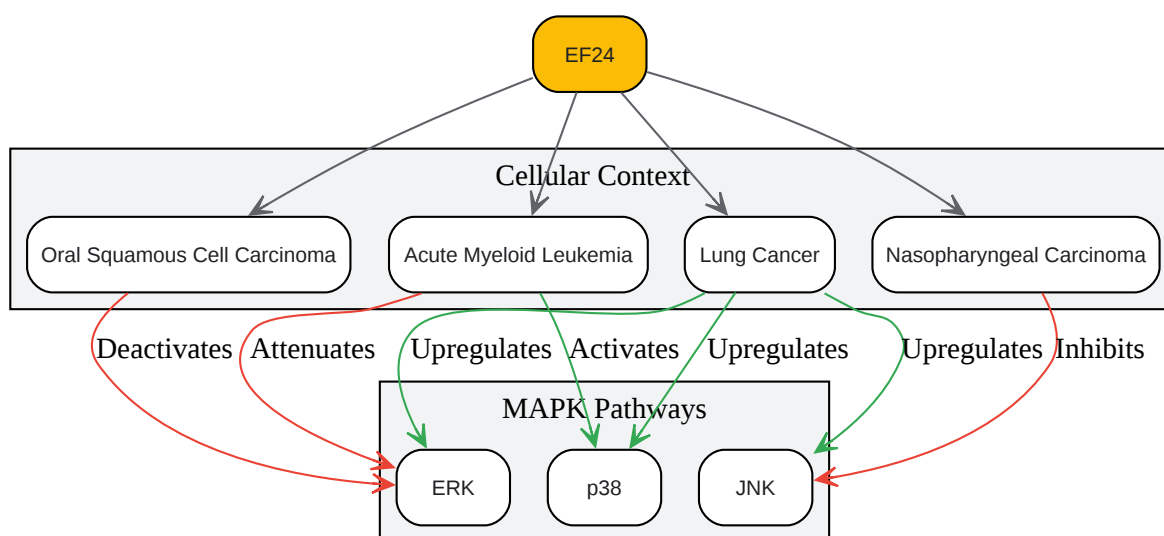 EF24
Cellular Context
Oral Squamous Cell Carcinoma
Acute Myeloid Leukemia
Lung Cancer
Nasopharyngeal Carcinoma
Deactivates
Attenuates
Upregulates
Activates
Upregulates
Upregulates
Inhibits
MAPK Pathways
ERK
p38
JNK